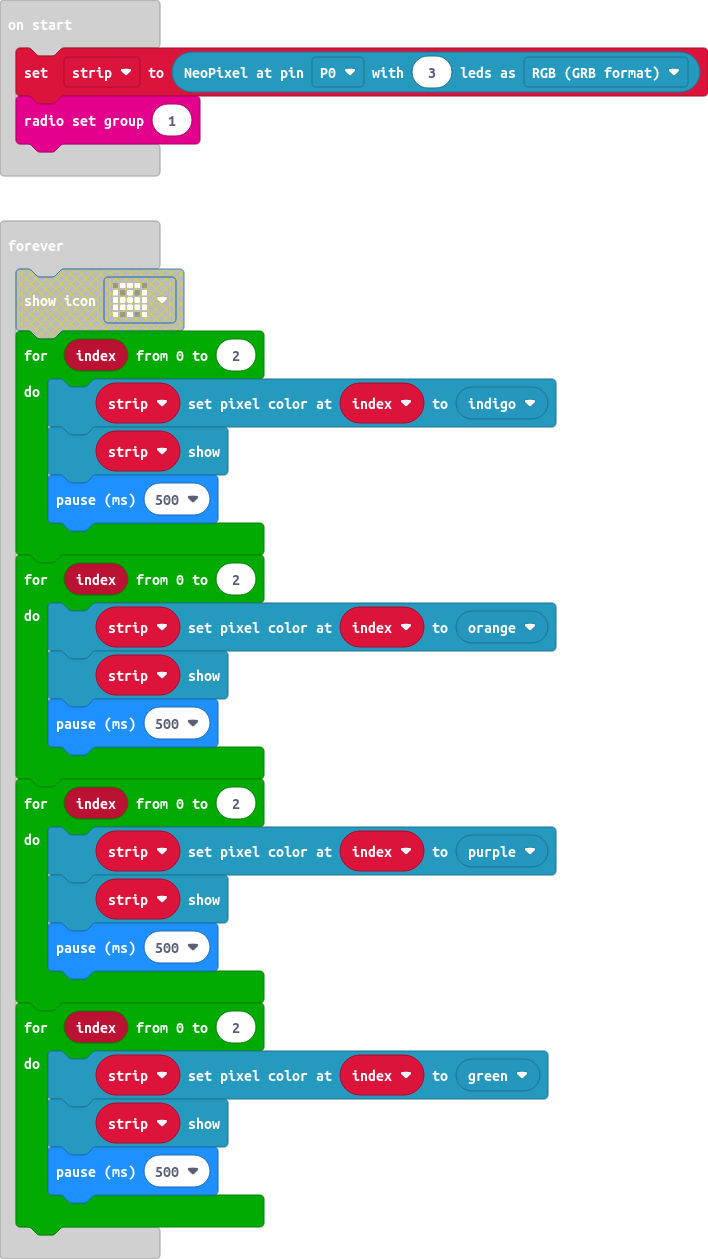 on start
set strip to NeoPixel at pin P0 with 3 leds as RGB (GRB format)
radio set group 1
forever
show icon
for index from 0 to 2
do
strip set pixel color at index to indigo
strip show
pause (ms) 500
for index from 0 to 2
do
strip set pixel color at index to orange
strip show
pause (ms) 500
for index from 0 to 2
do
strip set pixel color at index to purple
strip show
pause (ms) 500
for index from 0 to 2
do
strip set pixel color at index to green
strip show
pause (ms) 500